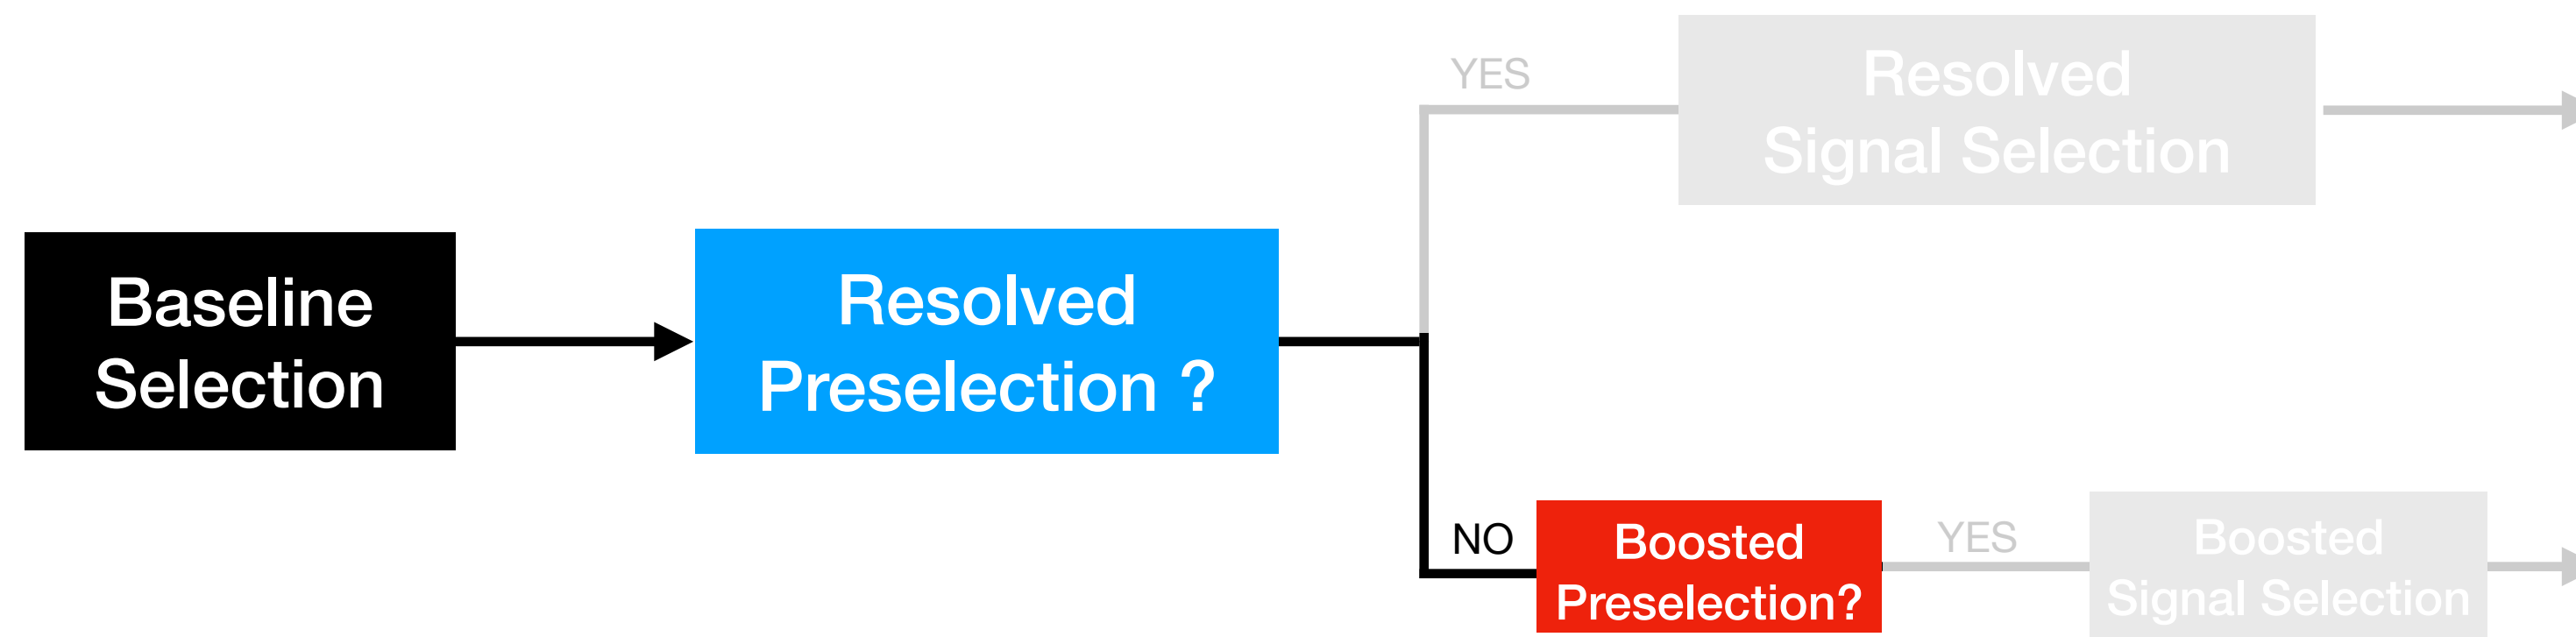 Baseline
Selection
Resolved
Preselection ?
YES
Resolved
Signal Selection
NO
Boosted
Preselection?
YES
Boosted
Signal Selection